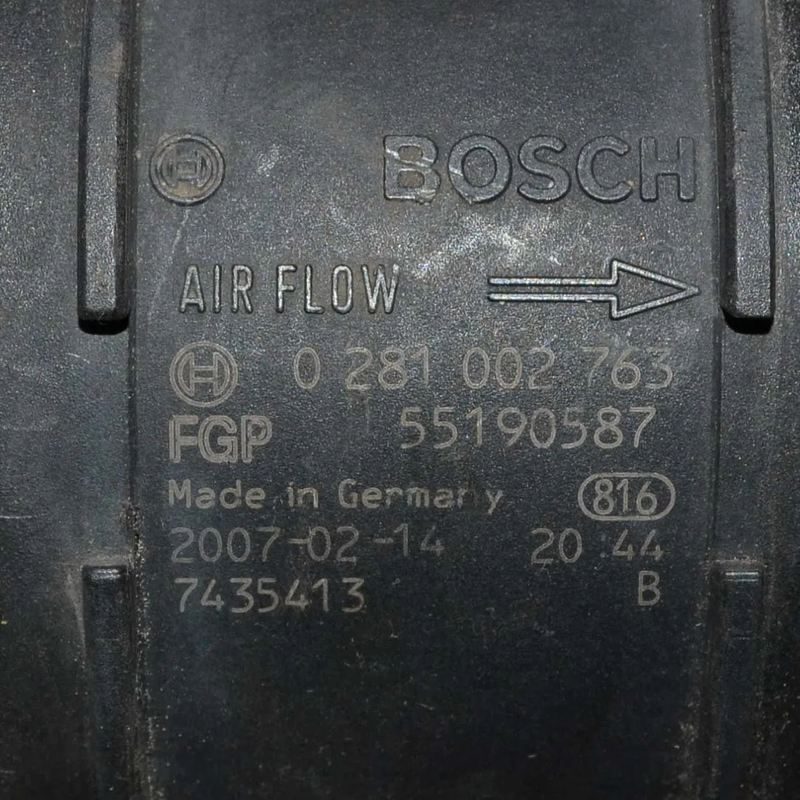 BOSCH
AIR FLOW
0 281 002 763
FGP 55190587
Made in Germany 816
2007-02-14 20:44
7435413 B